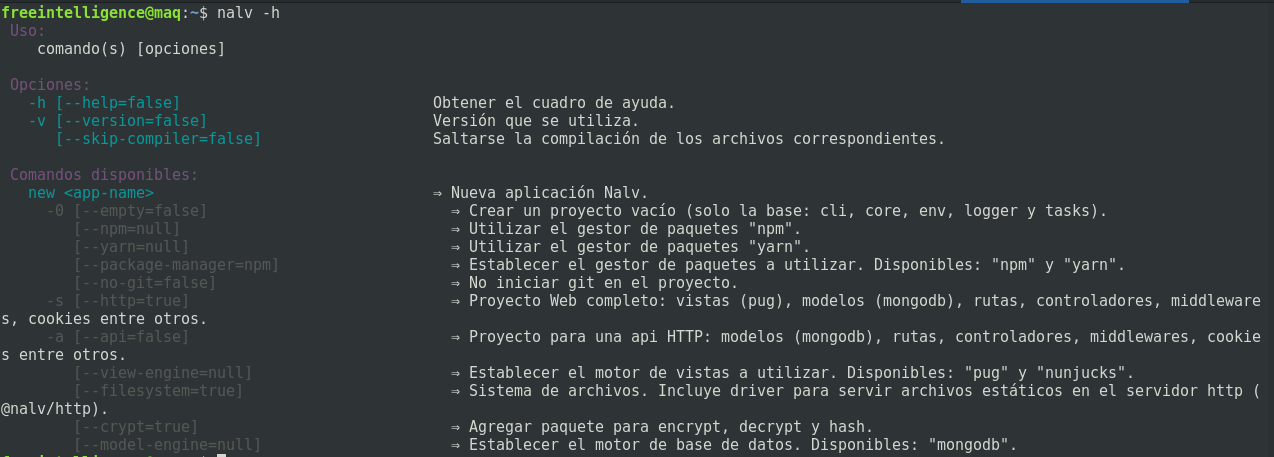 freeintelligence@maq:~$ nalv -h
Uso:
comando(s) [opciones]
Opciones:
-h [--help=false] Obtener el cuadro de ayuda.
-v [--version=false] Versión que se utiliza.
[--skip-compiler=false] Saltarse la compilación de los archivos correspondientes.
Comandos disponibles:
new <app-name> ⇒ Nueva aplicación Nalv.
-0 [--empty=false] ⇒ Crear un proyecto vacío (solo la base: cli, core, env, logger y tasks).
[--npm=null] ⇒ Utilizar el gestor de paquetes "npm".
[--yarn=null] ⇒ Utilizar el gestor de paquetes "yarn".
[--package-manager=npm] ⇒ Establecer el gestor de paquetes a utilizar. Disponibles: "npm" y "yarn".
[--no-git=false] ⇒ No iniciar git en el proyecto.
-s [--http=true] ⇒ Proyecto Web completo: vistas (pug), modelos (mongodb), rutas, controladores, middleware
s, cookies entre otros.
-a [--api=false] ⇒ Proyecto para una api HTTP: modelos (mongodb), rutas, controladores, middlewares, cookie
s entre otros.
[--view-engine=null] ⇒ Establecer el motor de vistas a utilizar. Disponibles: "pug" y "nunjucks".
[--filesystem=true] ⇒ Sistema de archivos. Incluye driver para servir archivos estáticos en el servidor http (
@nalv/http).
[--crypt=true] ⇒ Agregar paquete para encrypt, decrypt y hash.
[--model-engine=null] ⇒ Establecer el motor de base de datos. Disponibles: "mongodb".